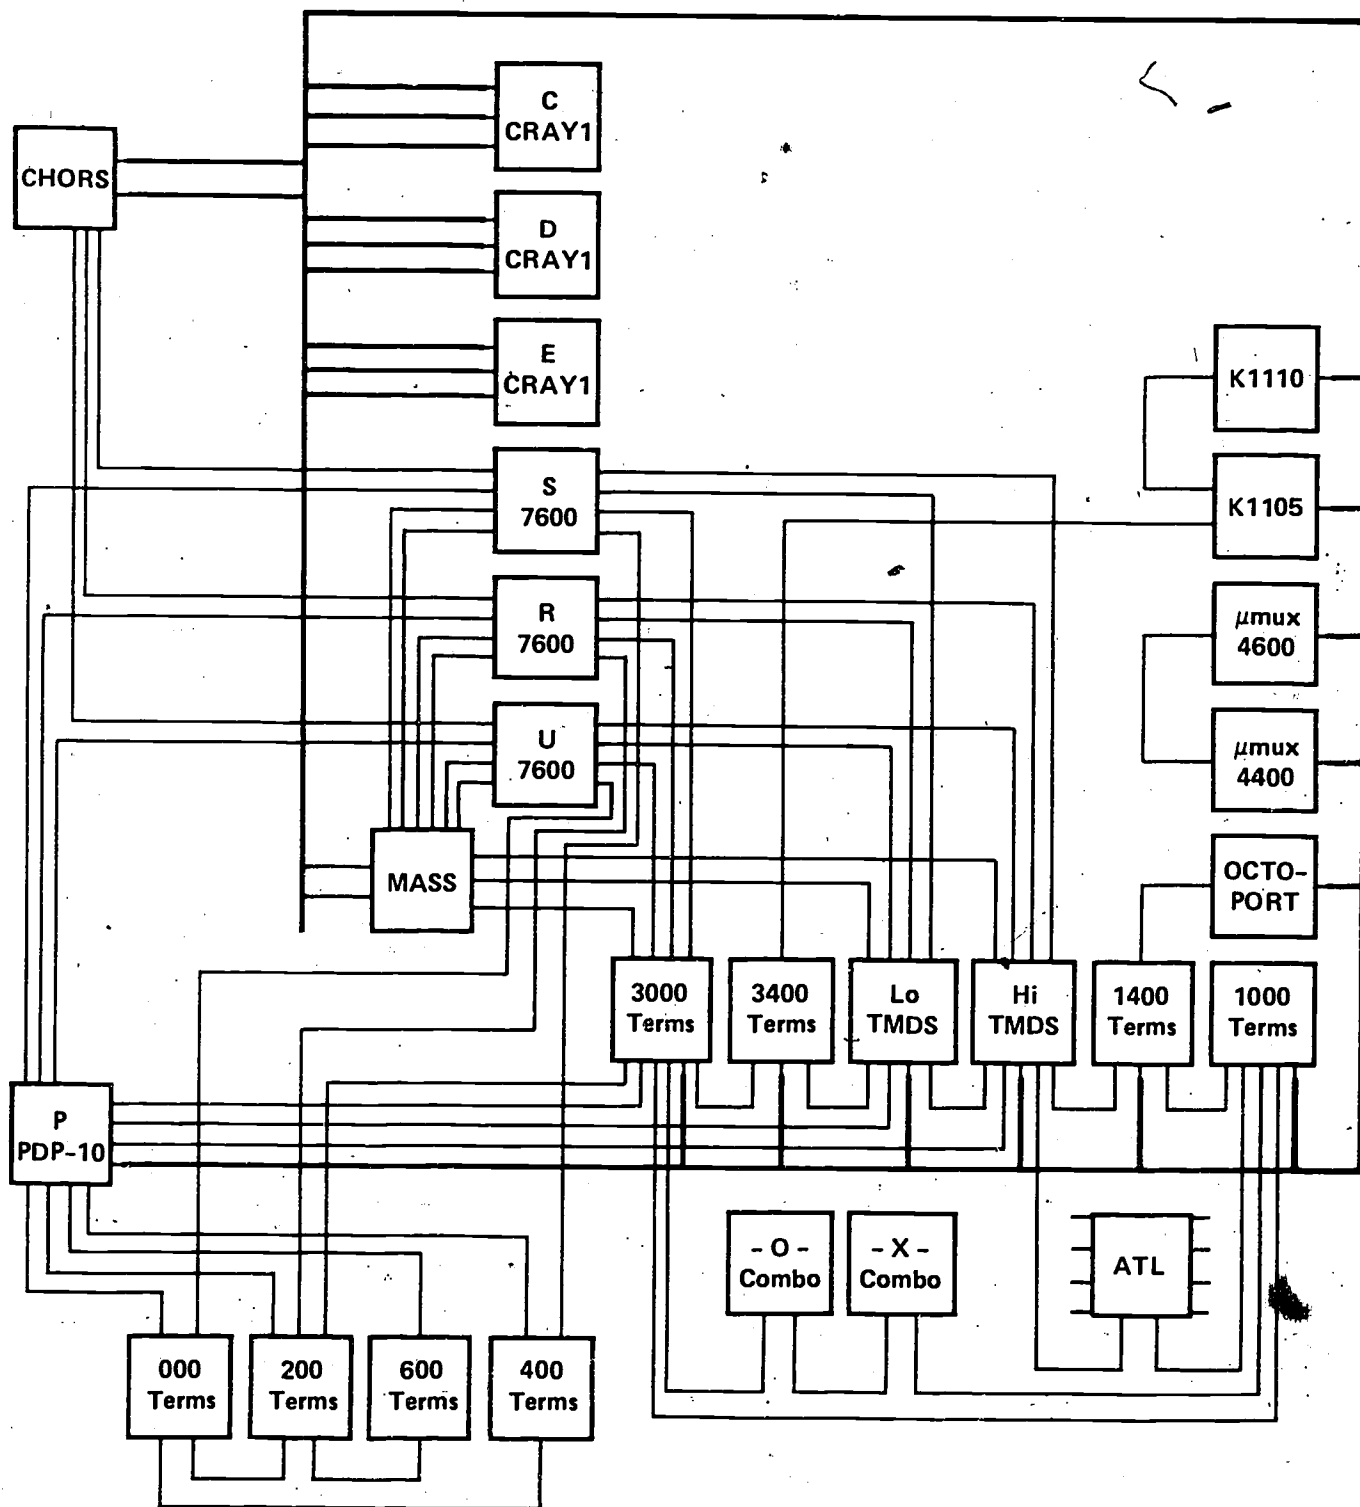 C
CRAY1
CHORS
D
CRAY1
E
CRAY1
K1110
S
7600
K1105
R
7600
μmux
4600
U
7600
μmux
4400
MASS
OCTO-
PORT
3000
Terms
3400
Terms
Lo
TMDS
Hi
TMDS
1400
Terms
1000
Terms
P
PDP-10
- O -
Combo
- X -
Combo
ATL
000
Terms
200
Terms
600
Terms
400
Terms